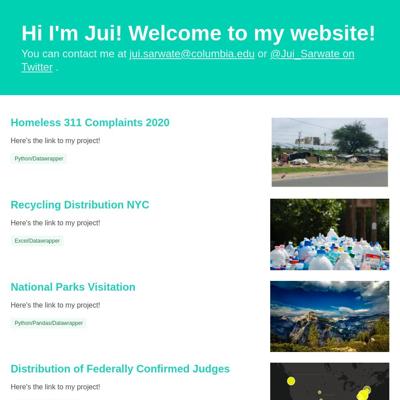 Hi I'm Jui! Welcome to my website!
You can contact me at jui.sarwate@columbia.edu or @Jui_Sarwate on
Twitter .
Homeless 311 Complaints 2020
Here's the link to my project!
Python/Datawrapper
Recycling Distribution NYC
Here's the link to my project!
Excel/Datawrapper
National Parks Visitation
Here's the link to my project!
Python/Pandas/Datawrapper
Distribution of Federally Confirmed Judges
Here's the link to my project!